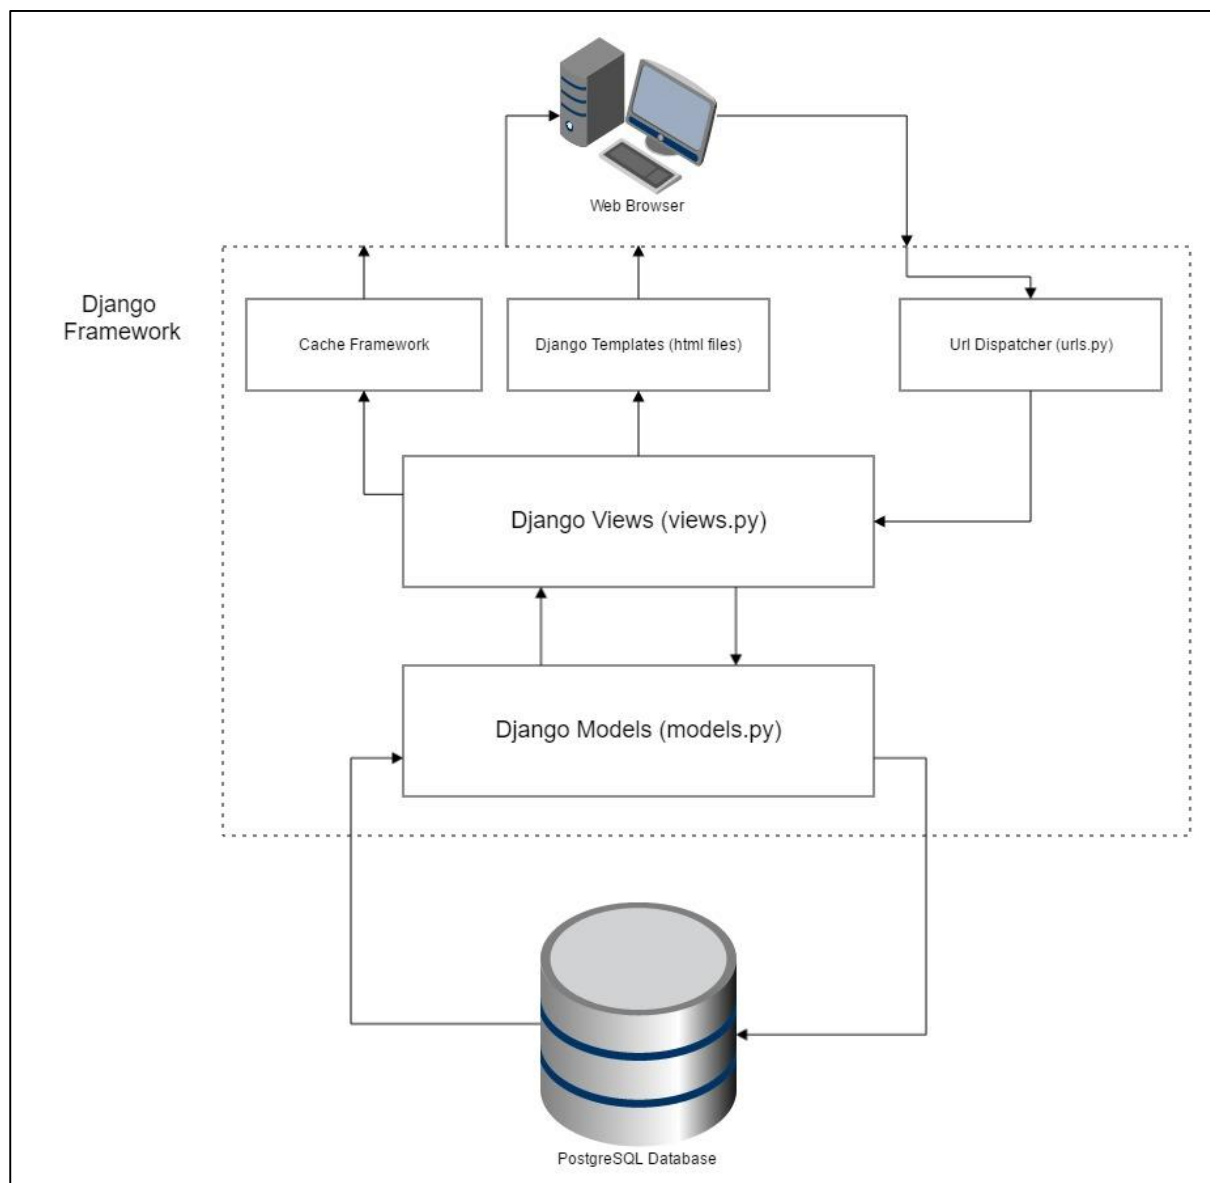 Web Browser
Django
Framework
Cache Framework
Django Templates (html files)
Url Dispatcher (urls.py)
Django Views (views.py)
Django Models (models.py)
PostgreSQL Database